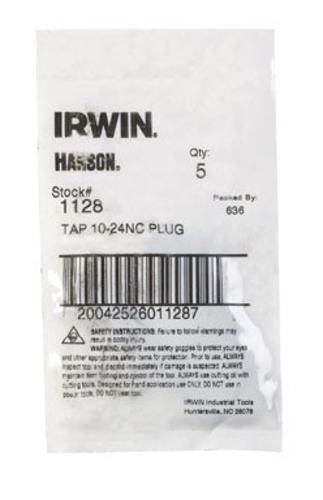 IRWIN.
HANSON.
Qty:
5
Stock#
1128
Packed By:
636
TAP 10-24NC PLUG
20042526011287
SAFETY INSTRUCTIONS: Failure to follow warnings may
result in bodily injury.
WARNING: ALWAYS wear safety goggles to protect your eyes
and other appropriate safety items for protection. Prior to use, ALWAYS
inspect tool and discard immediately if damage is suspected. ALWAYS
maintain firm footing and control of the tool. ALWAYS use cutting oil with
cutting tools. Designed for hand application use ONLY. DO NOT use in
power tools, DO NOT wear
IRWIN Industrial Tools
Huntersville, NC 28078